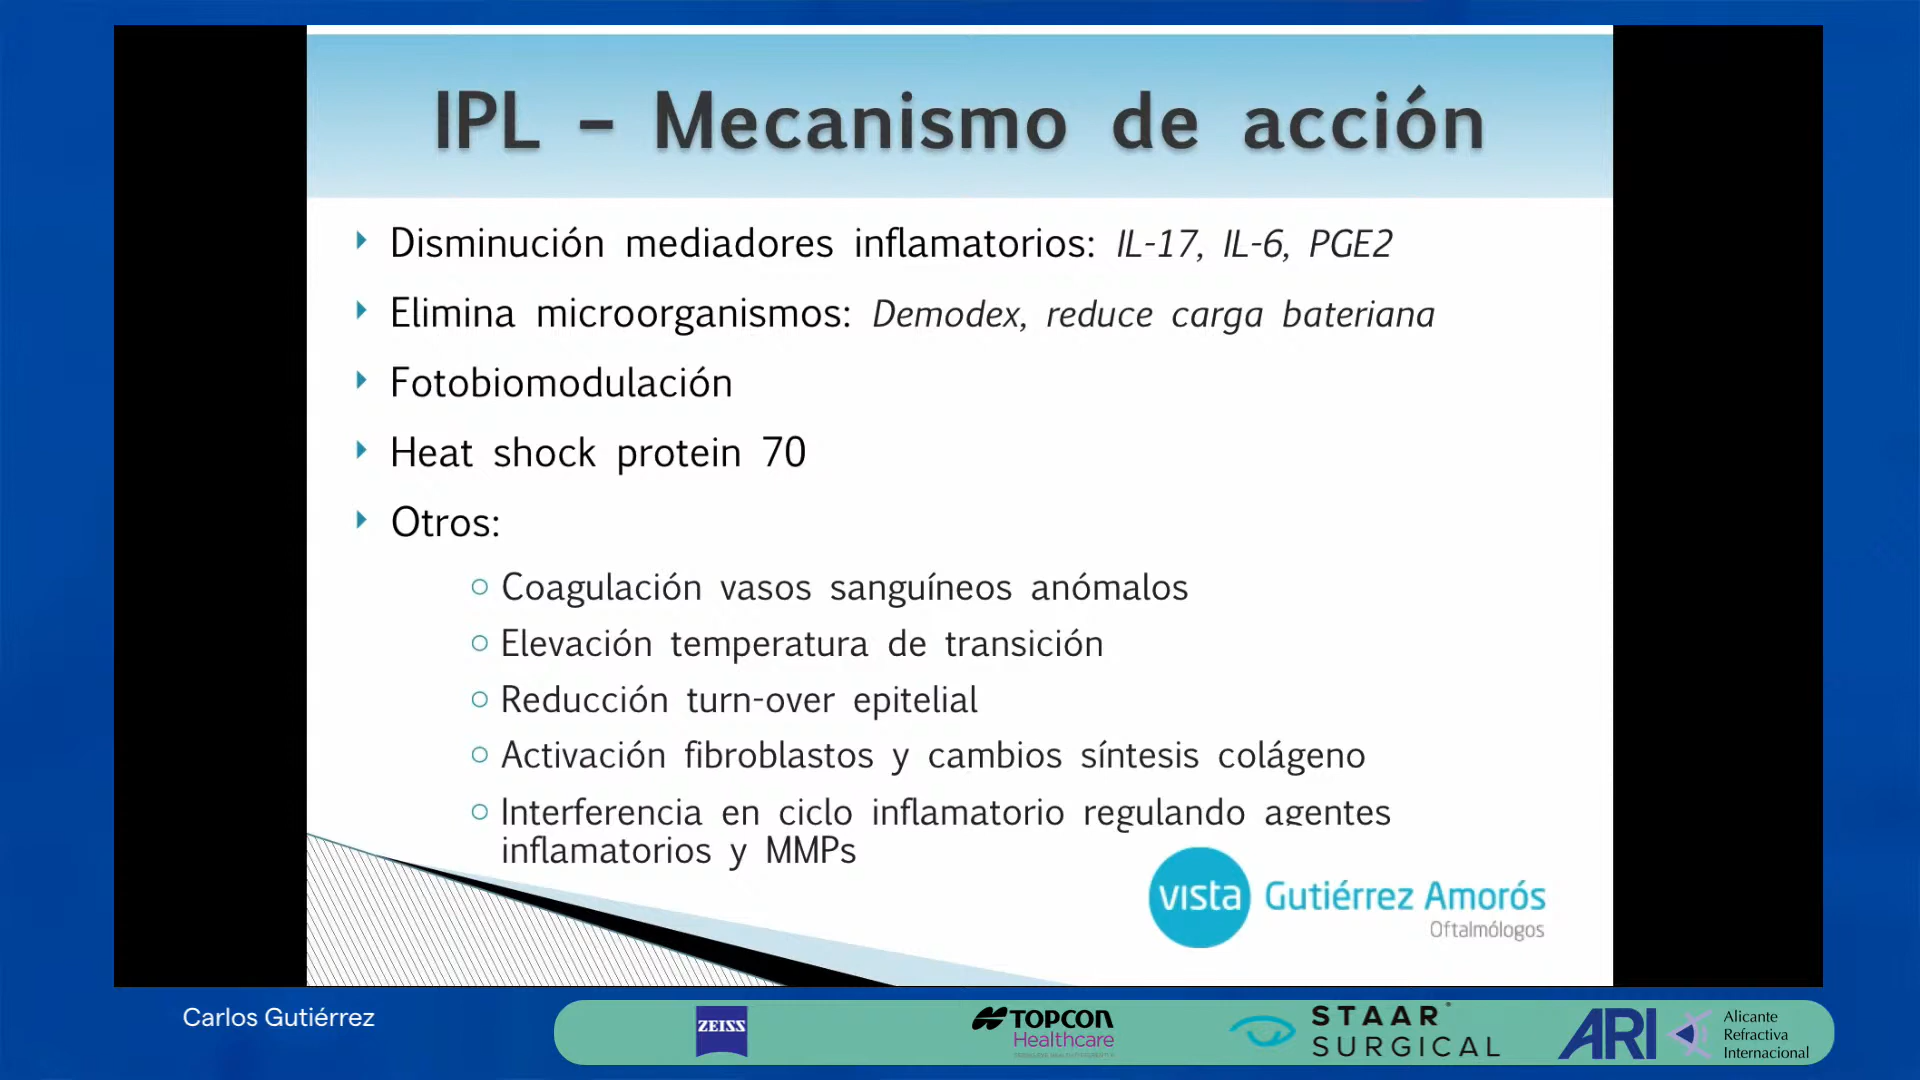 IPL – Mecanismo de acción
Disminución mediadores inflamatorios: IL-17, IL-6, PGE2
Elimina microorganismos: Demodex, reduce carga bateriana
Fotobiomodulación
Heat shock protein 70
Otros:
Coagulación vasos sanguíneos anómalos
Elevación temperatura de transición
Reducción turn-over epitelial
Activación fibroblastos y cambios síntesis colágeno
Interferencia en ciclo inflamatorio regulando agentes
inflamatorios y MMPs
vista Gutiérrez Amorós
Oftalmólogos
Carlos Gutiérrez
ZEISS
TOPCON
Healthcare
STAAR
SURGICAL
ARI
Alicante
Refractiva
Internacional